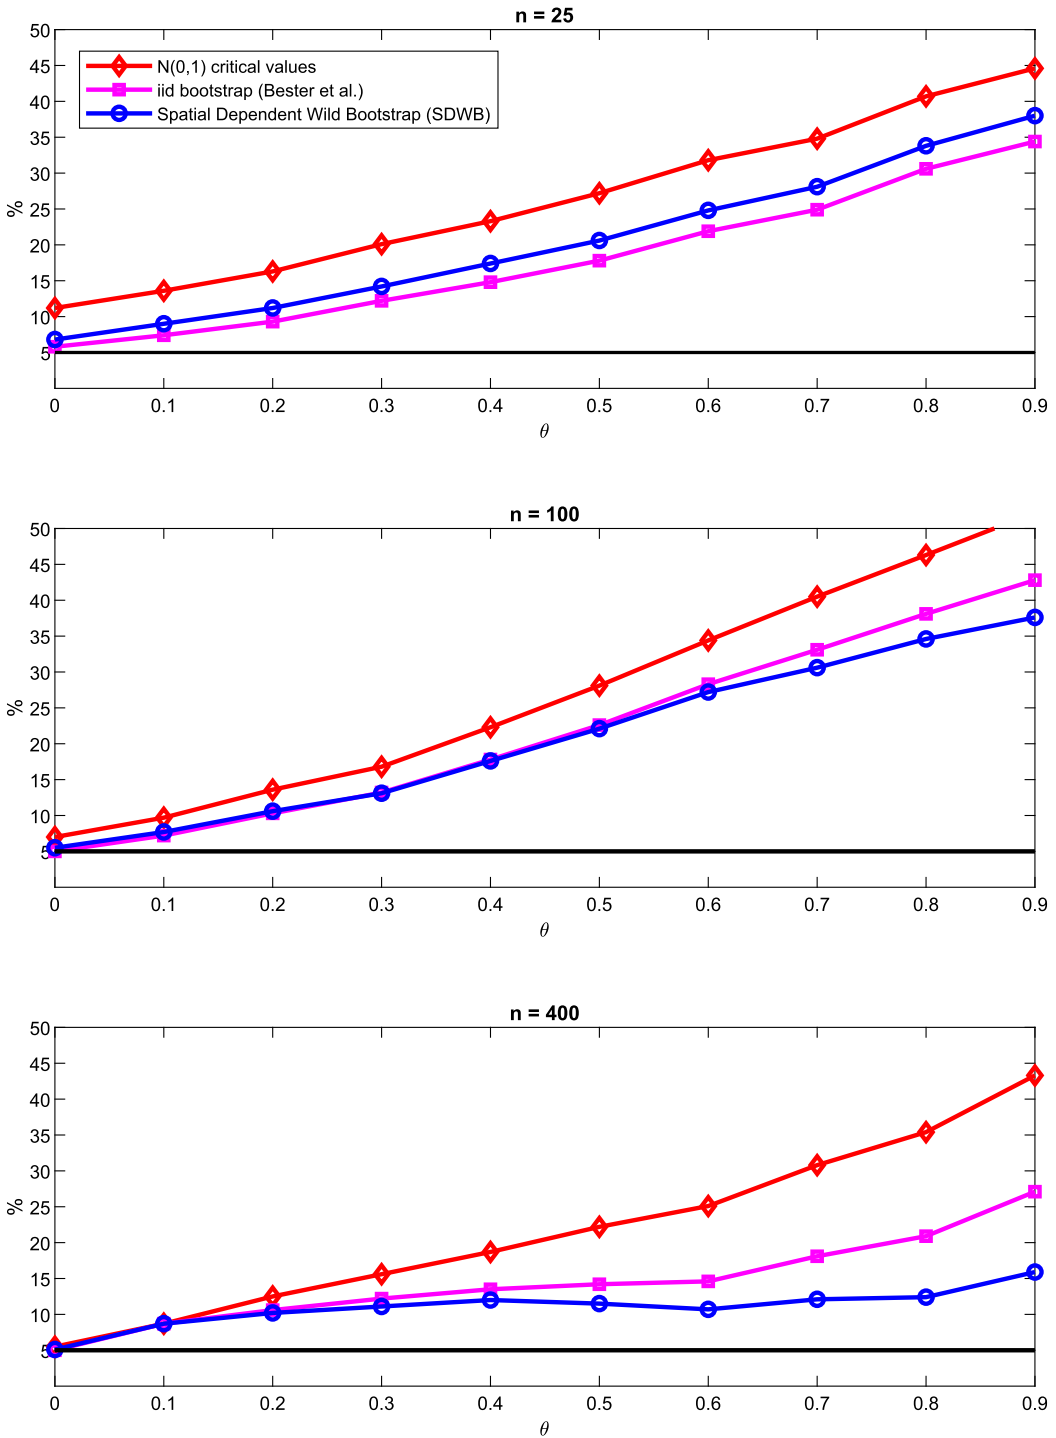 n = 25
50
45
40
35
30
25
20
15
10
5
%
N(0,1) critical values
iid bootstrap (Bester et al.)
Spatial Dependent Wild Bootstrap (SDWB)
0 0.1 0.2 0.3 0.4 0.5 0.6 0.7 0.8 0.9
θ
n = 100
50
45
40
35
30
25
20
15
10
5
%
0 0.1 0.2 0.3 0.4 0.5 0.6 0.7 0.8 0.9
θ
n = 400
50
45
40
35
30
25
20
15
10
5
%
0 0.1 0.2 0.3 0.4 0.5 0.6 0.7 0.8 0.9
θ